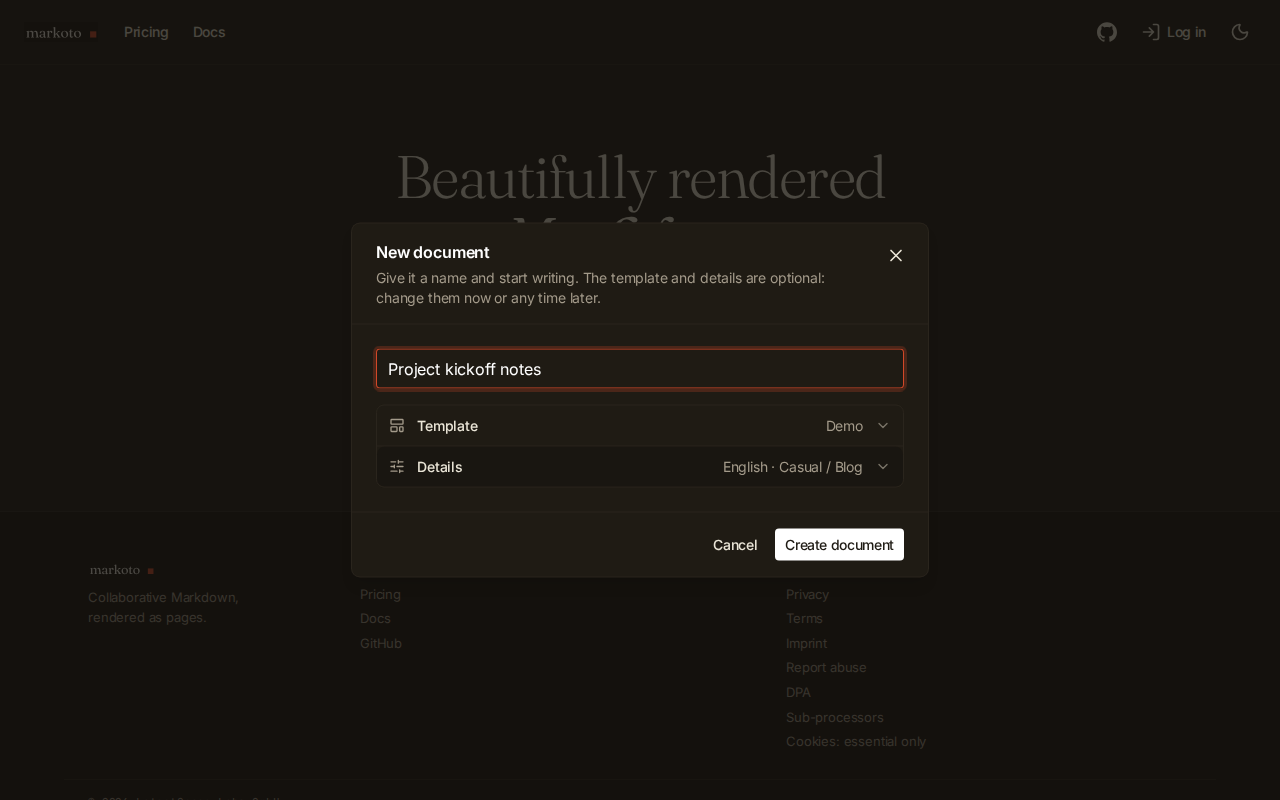 markoto
Pricing
Docs
Log in
Beautifully rendered
New document
Give it a name and start writing. The template and details are optional:
change them now or any time later.
Project kickoff notes
Template
Demo
Details
English · Casual / Blog
Cancel
Create document
markoto
Collaborative Markdown,
rendered as pages.
Pricing
Docs
GitHub
Privacy
Terms
Imprint
Report abuse
DPA
Sub-processors
Cookies: essential only